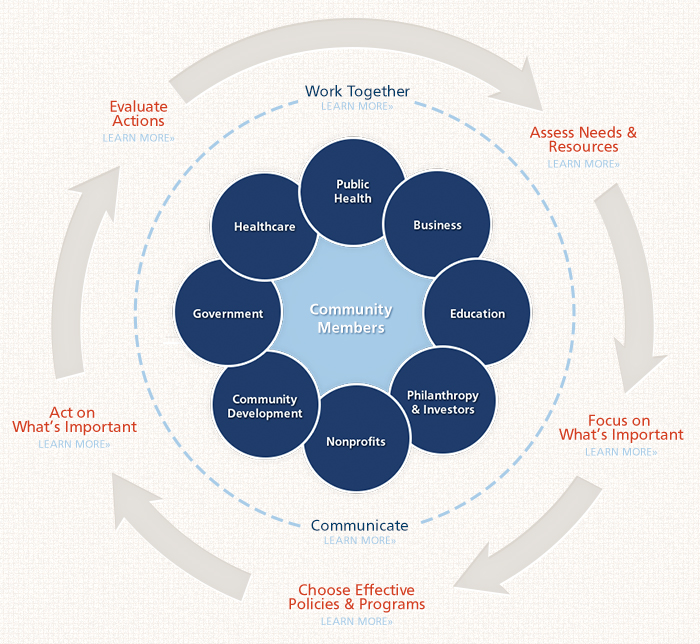 Work Together
LEARN MORE»
Evaluate
Actions
LEARN MORE»
Assess Needs &
Resources
LEARN MORE»
Public
Health
Healthcare
Business
Government
Community
Members
Education
Community
Development
Philanthropy
& Investors
Nonprofits
Act on
What's Important
LEARN MORE»
Focus on
What's Important
LEARN MORE»
Communicate
LEARN MORE»
Choose Effective
Policies & Programs
LEARN MORE»